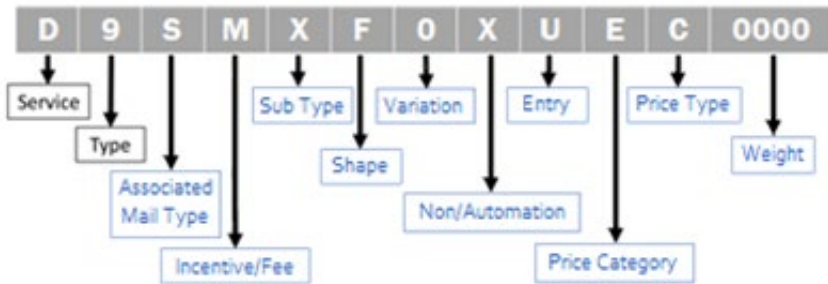 D 9 S M X F 0 X U E C 0000
Service
Sub Type
Variation
Entry
Price Type
Type
Shape
Weight
Associated
Mail Type
Non/Automation
Incentive/Fee
Price Category